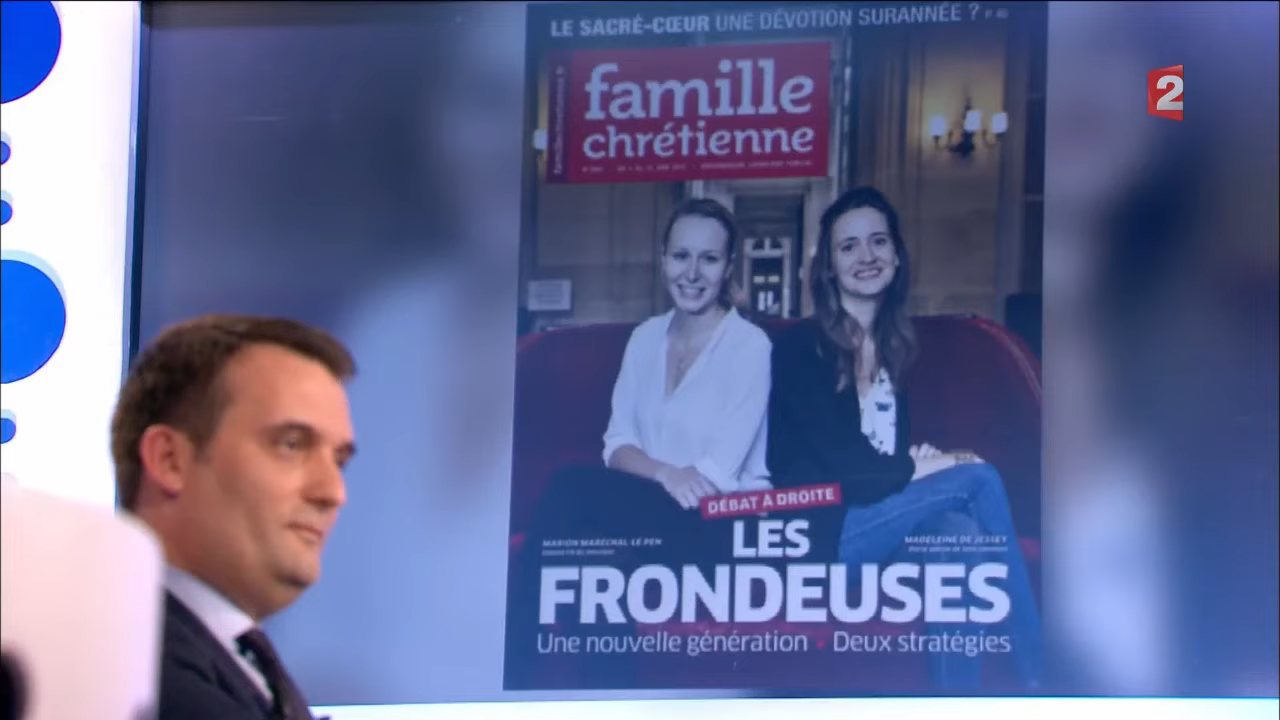 LE SACRÉ-CŒUR UNE DÉVOTION SURANNÉE ?
2
famille
chrétienne
DÉBAT À DROITE
LES
MARION MARÉCHAL-LE PEN
MADELEINE DE JESSEY
FRONDEUSES
Une nouvelle génération • Deux stratégies